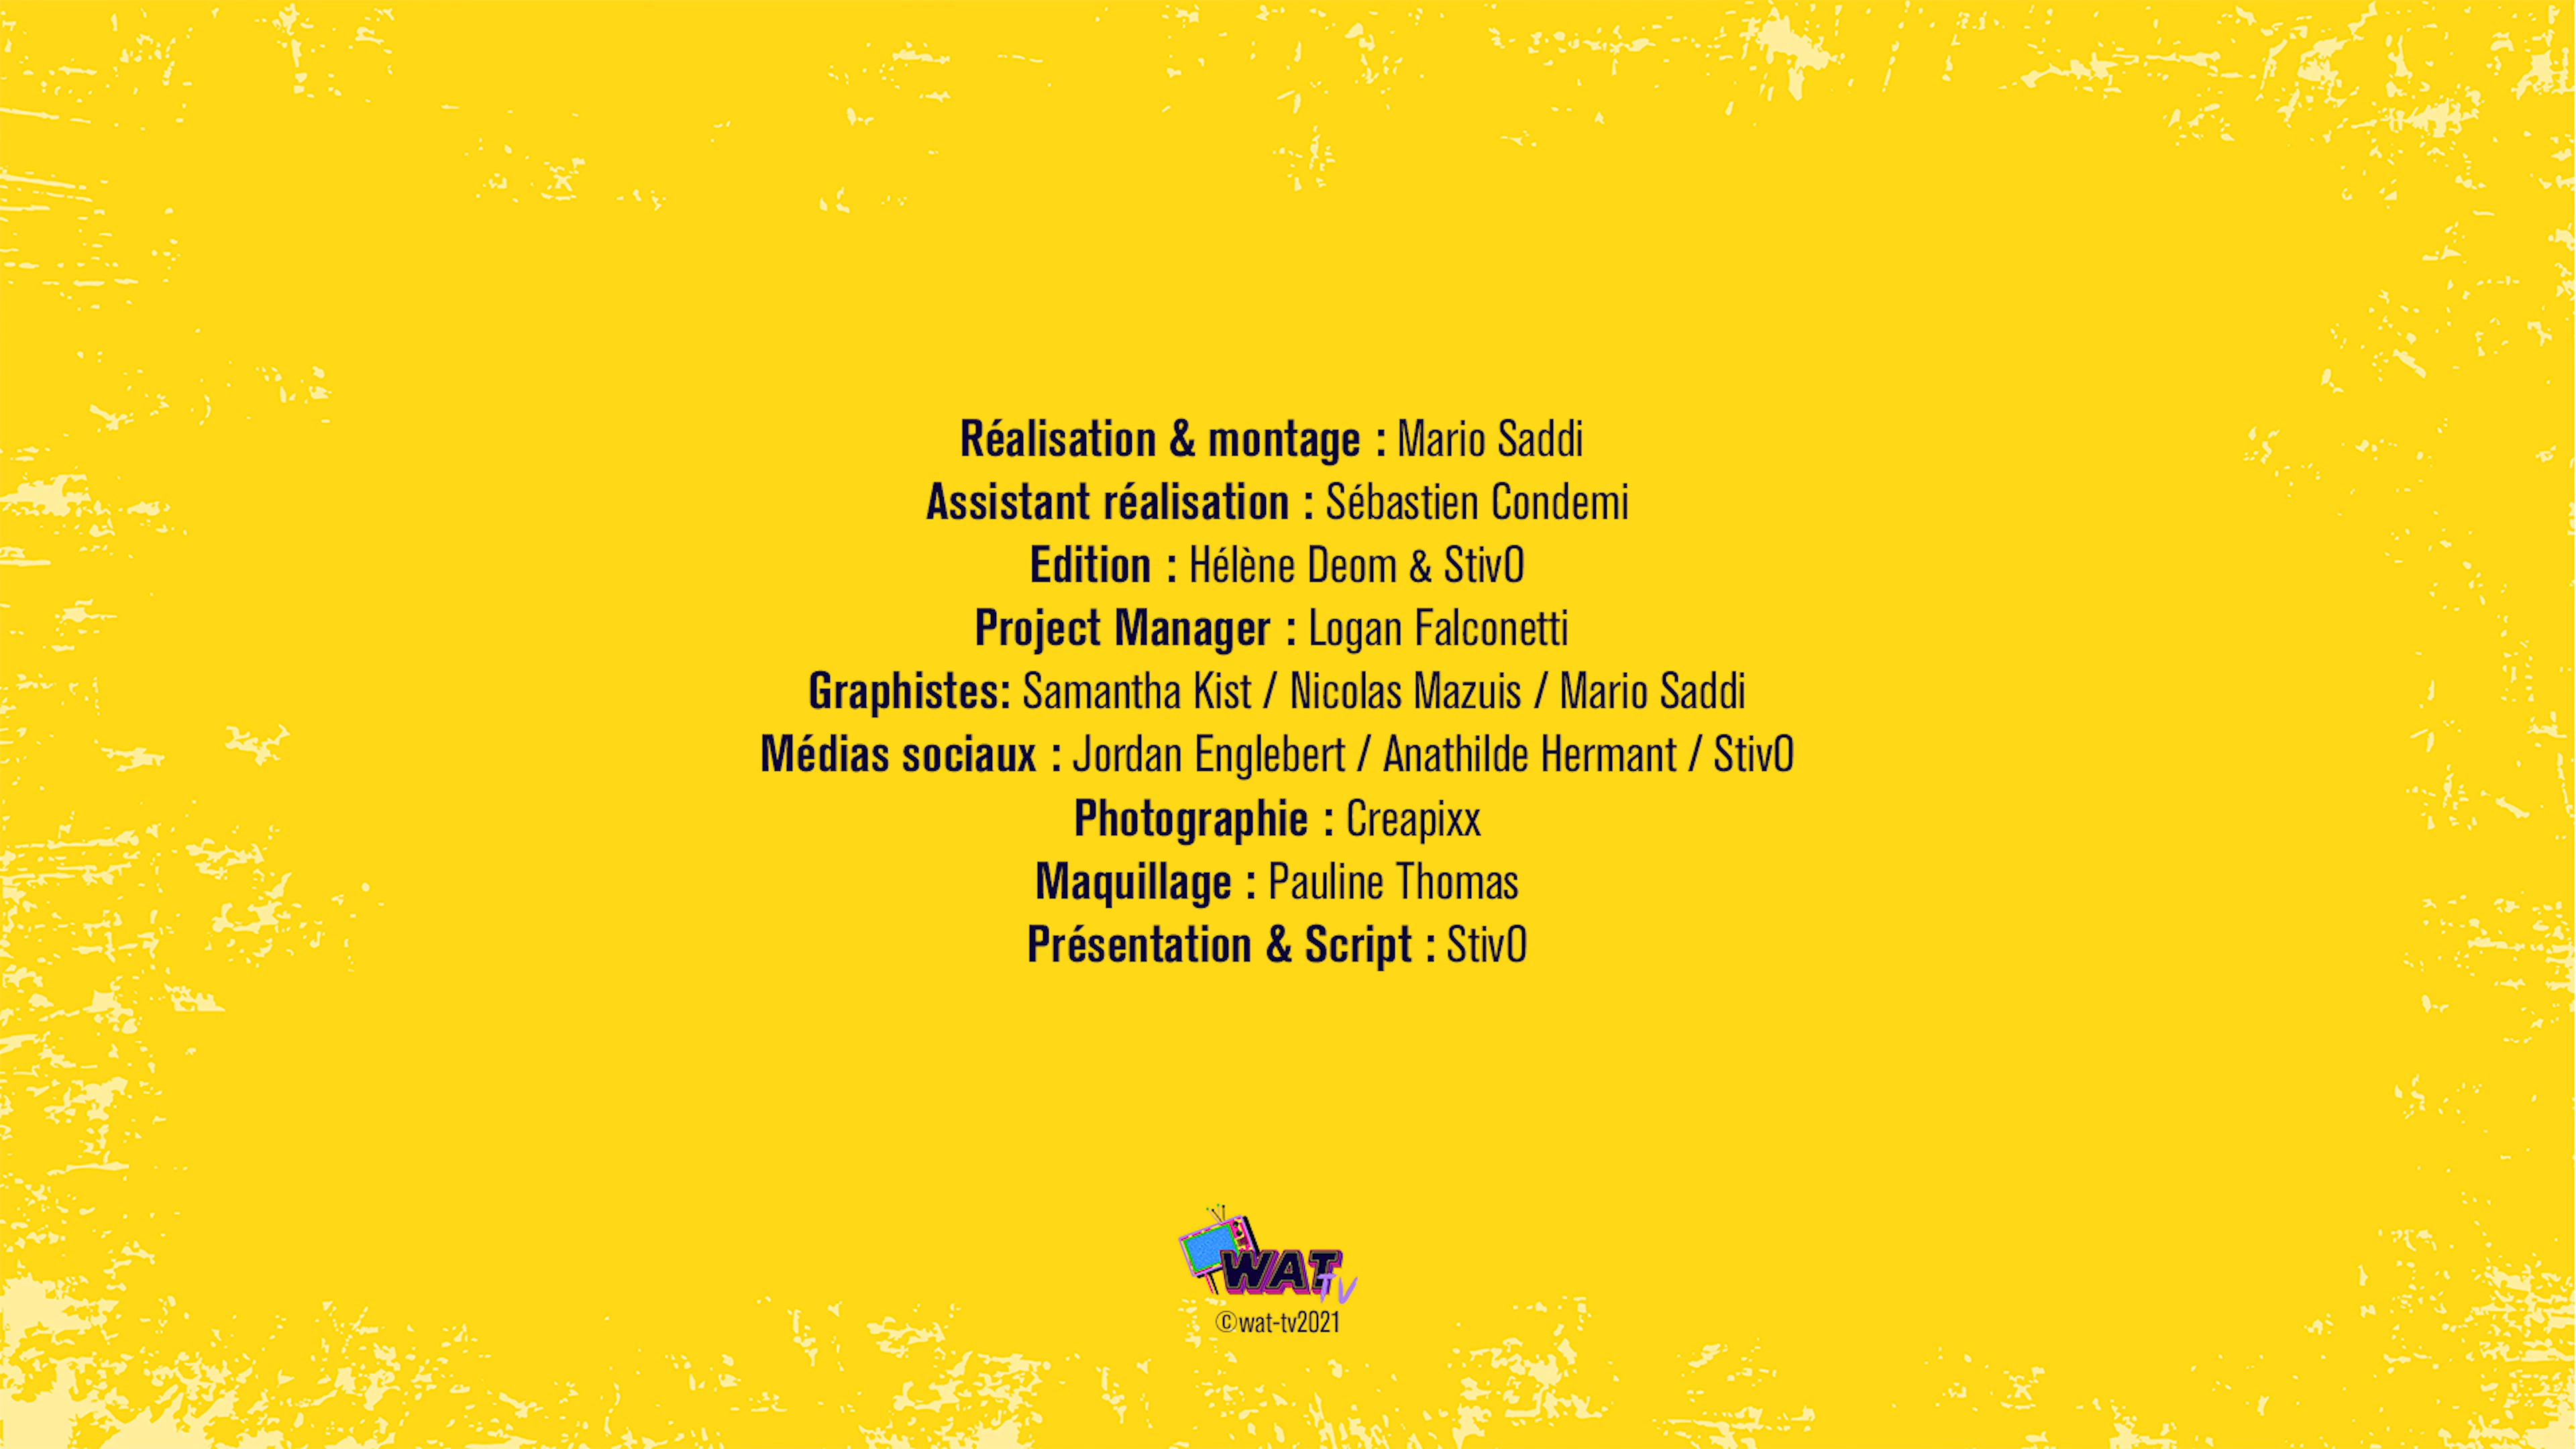 Réalisation & montage : Mario Saddi
Assistant réalisation : Sébastien Condemi
Edition : Hélène Deom & StivO
Project Manager : Logan Falconetti
Graphistes: Samantha Kist / Nicolas Mazuis / Mario Saddi
Médias sociaux : Jordan Englebert / Anathilde Hermant / StivO
Photographie : Creapixx
Maquillage : Pauline Thomas
Présentation & Script : StivO
WAT TV
©wat-tv2021